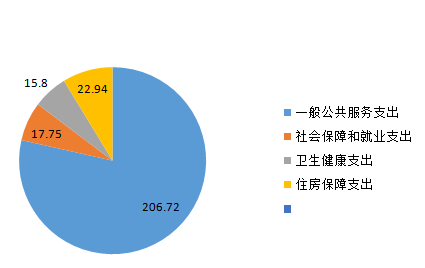 15.8
22.94
17.75
206.72
一般公共服务支出
社会保障和就业支出
卫生健康支出
住房保障支出